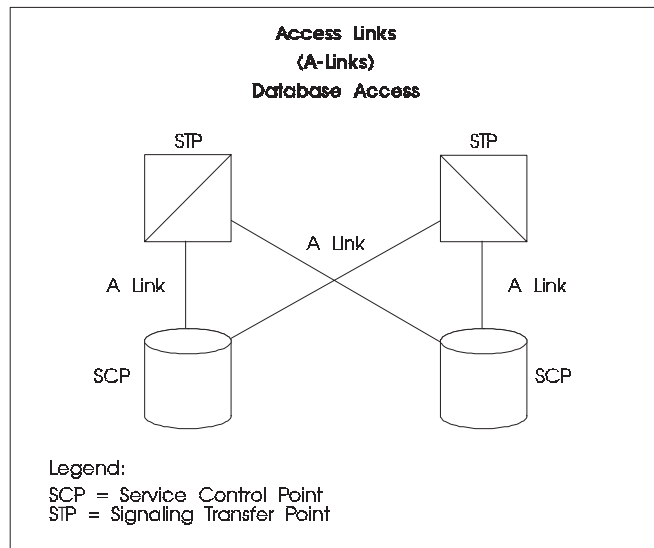 Access Links
(A-Links)
Database Access
STP
STP
A Link
A Link
A Link
SCP
SCP
Legend:
SCP = Service Control Point
STP = Signaling Transfer Point